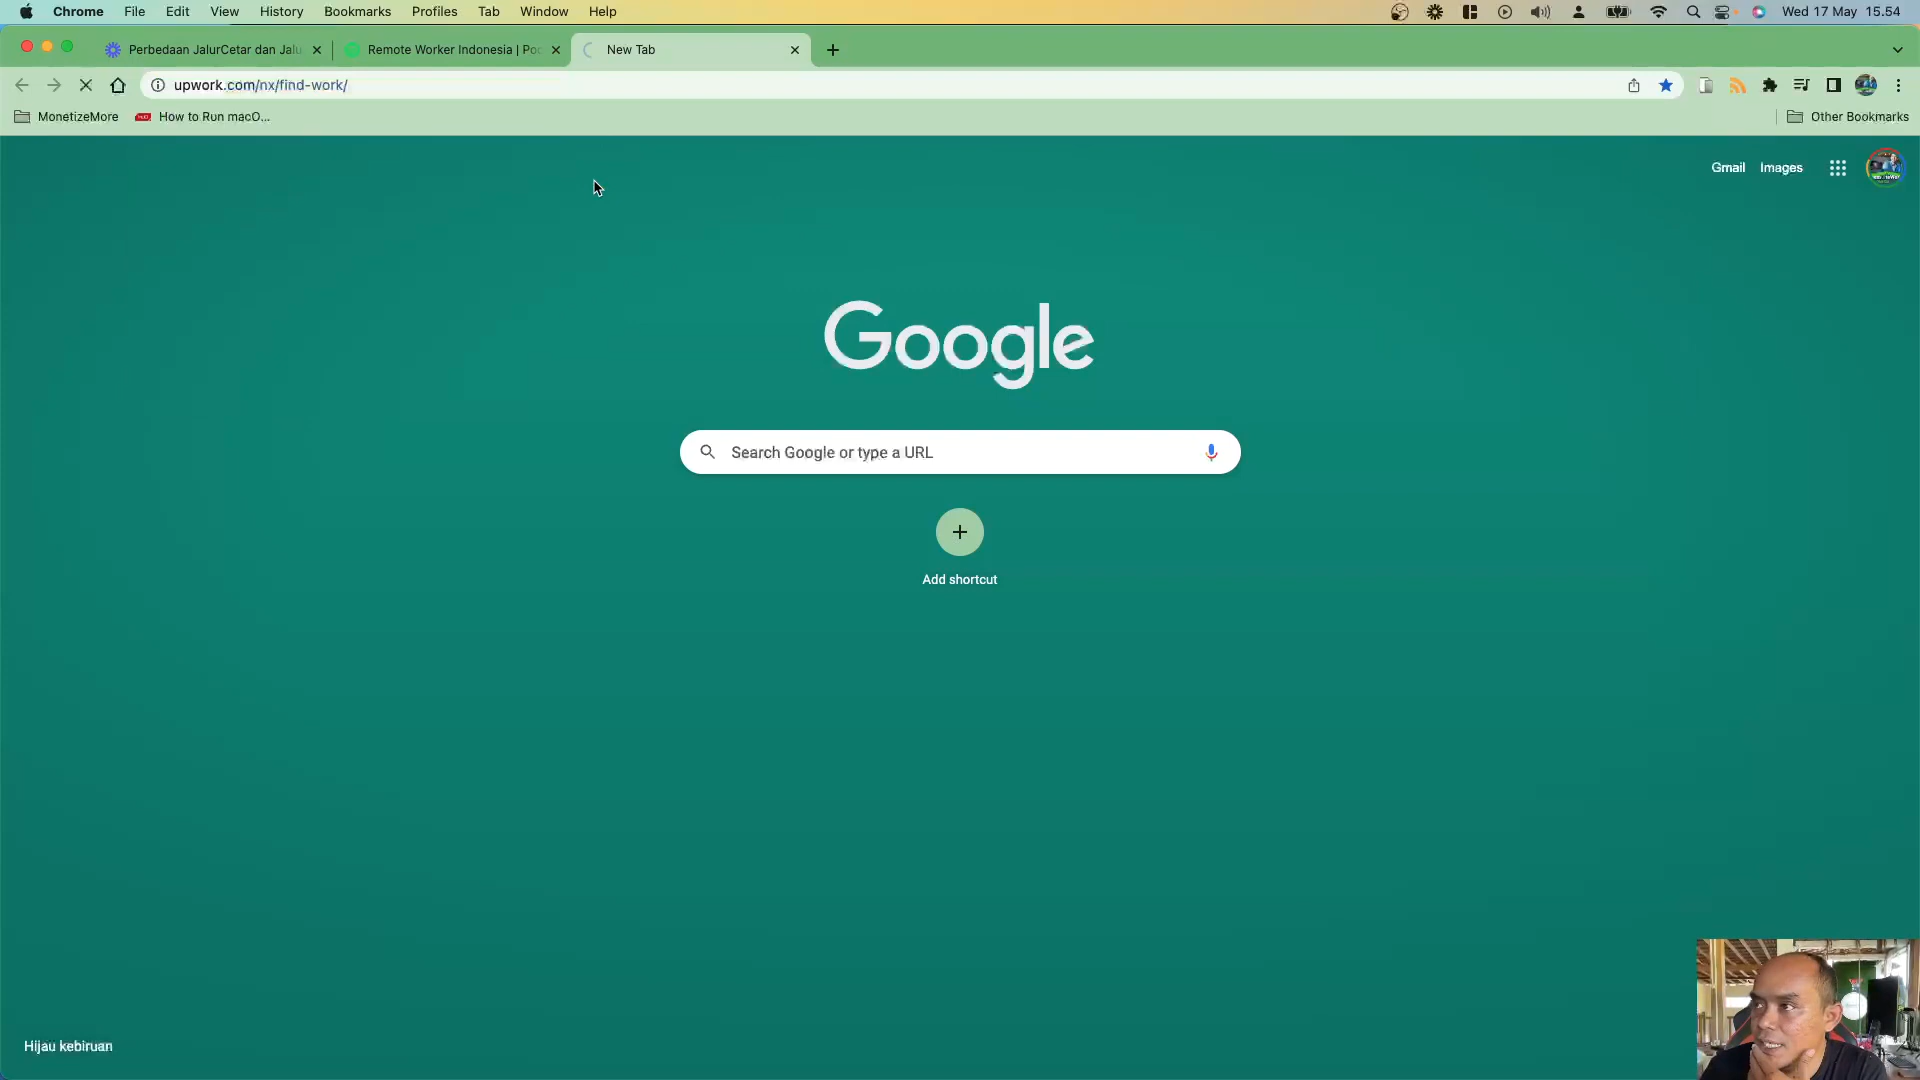 Chrome File Edit View History Bookmarks Profiles Tab Window Help Wed 17 May 15.54
Perbedaan JalurCetar dan Jalu Remote Worker Indonesia | Poc New Tab
upwork.com/nx/find-work/
MonetizeMore How to Run macO... Other Bookmarks
Gmail Images
Google
Search Google or type a URL
Add shortcut
Hijau kebiruan